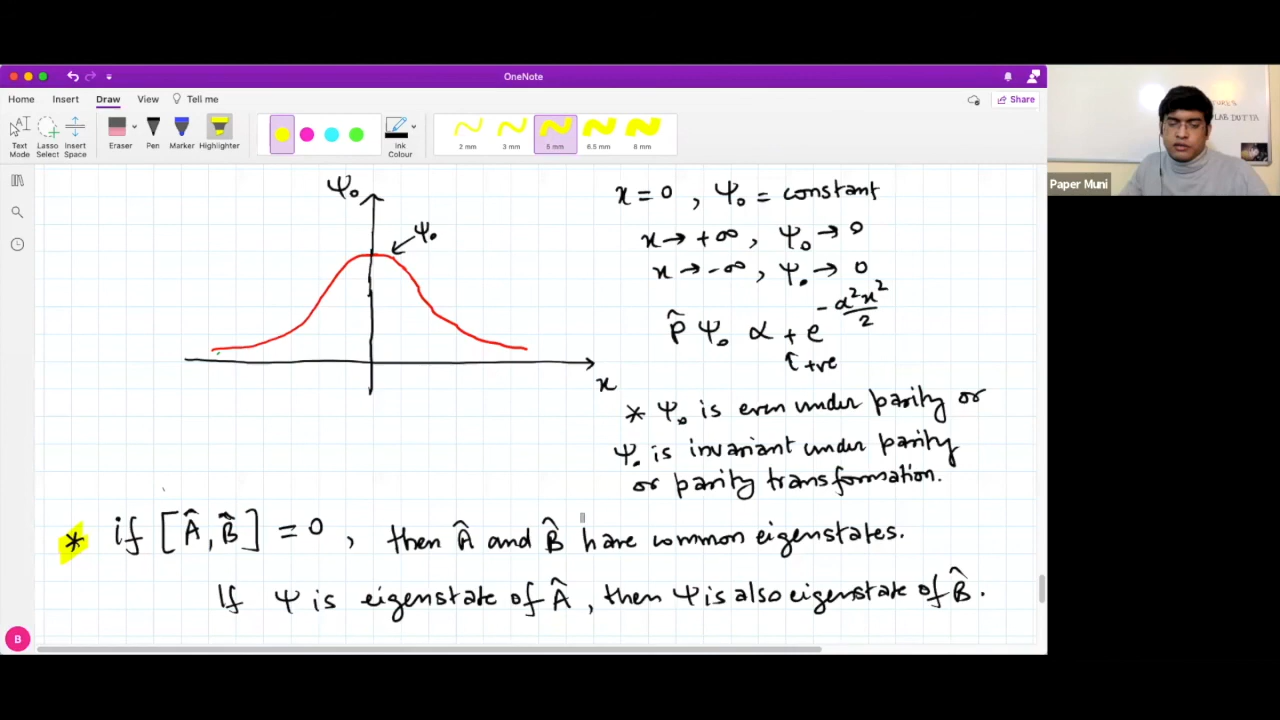 OneNote
Home Insert Draw View Tell me
Share
Text Mode
Lasso Select
Insert Space
Eraser
Pen
Marker
Highlighter
Ink Colour
2 mm
3 mm
5 mm
6.5 mm
8 mm
Paper Muni
ψ₀
ψ₀
x
x = 0 , ψ₀ = constant
x → +∞ , ψ₀ → 0
x → -∞ , ψ₀ → 0
P̂ ψ₀ α + e^{-α²x²/2}
+ve
* ψ₀ is even under parity or
ψ₀ is invariant under parity
or parity transformation.
* if [Â, B̂] = 0 , then Â and B̂ have common eigenstates.
If ψ is eigenstate of Â , then ψ is also eigenstate of B̂ .
B